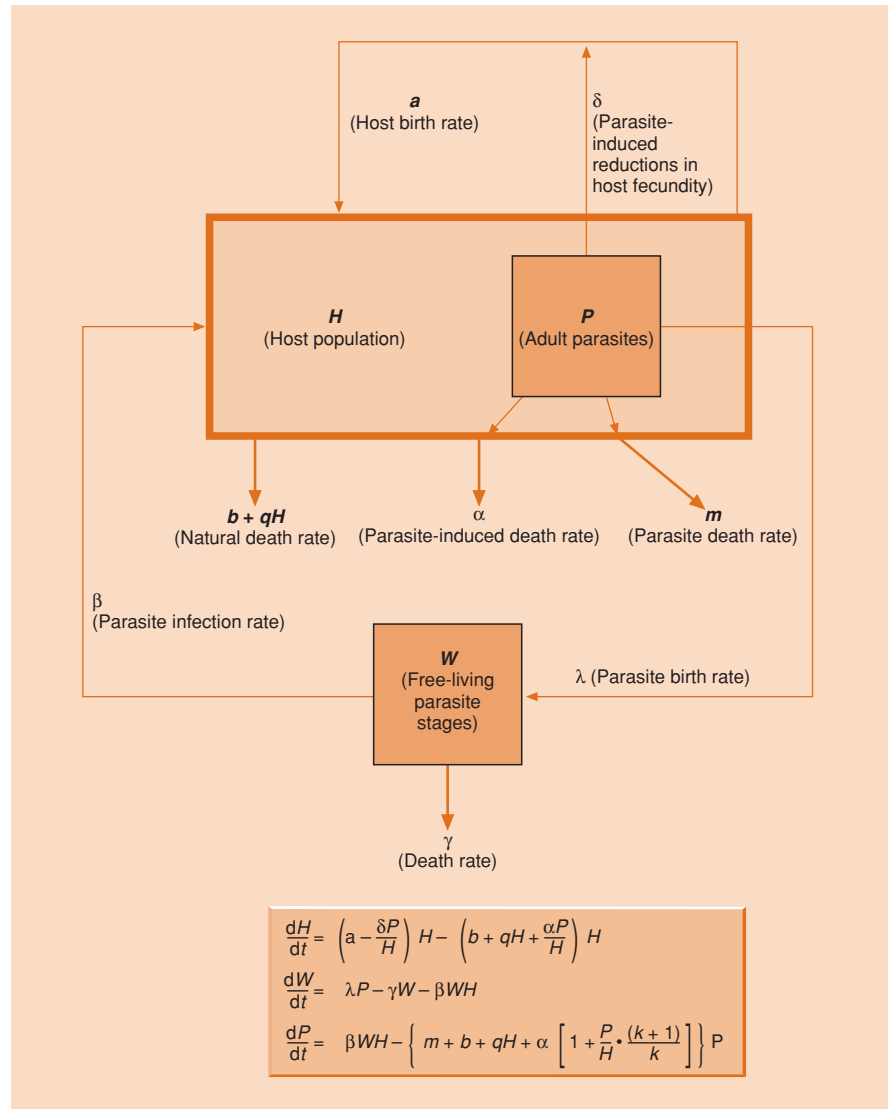 a
(Host birth rate)
δ
(Parasite-
induced
reductions in
host fecundity)
H
(Host population)
P
(Adult parasites)
b + qH
(Natural death rate)
α
(Parasite-induced death rate)
m
(Parasite death rate)
β
(Parasite infection rate)
W
(Free-living
parasite
stages)
λ (Parasite birth rate)
γ
(Death rate)
dH/dt = (a – δP/H) H – (b + qH + αP/H) H
dW/dt = λP – γW – βWH
dP/dt = βWH – { m + b + qH + α [ 1 + P/H • (k + 1)/k ] } P